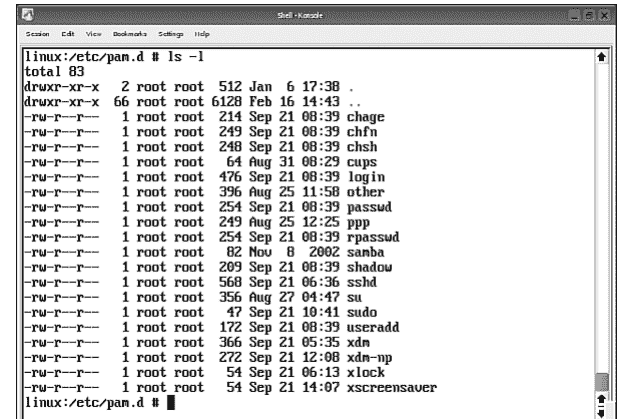 Shell - Konsole
Session Edit View Bookmarks Settings Help
linux:/etc/pam.d # ls -l
total 83
drwxr-xr-x 2 root root 512 Jan 6 17:38 .
drwxr-xr-x 66 root root 6128 Feb 16 14:43 ..
-rw-r--r-- 1 root root 214 Sep 21 08:39 chage
-rw-r--r-- 1 root root 249 Sep 21 08:39 chfn
-rw-r--r-- 1 root root 248 Sep 21 08:39 chsh
-rw-r--r-- 1 root root 64 Aug 31 08:29 cups
-rw-r--r-- 1 root root 476 Sep 21 08:39 login
-rw-r--r-- 1 root root 396 Aug 25 11:58 other
-rw-r--r-- 1 root root 254 Sep 21 08:39 passwd
-rw-r--r-- 1 root root 249 Aug 25 12:25 ppp
-rw-r--r-- 1 root root 254 Sep 21 08:39 rpasswd
-rw-r--r-- 1 root root 82 Nov 8 2002 samba
-rw-r--r-- 1 root root 209 Sep 21 08:39 shadow
-rw-r--r-- 1 root root 568 Sep 21 06:36 sshd
-rw-r--r-- 1 root root 356 Aug 27 04:47 su
-rw-r--r-- 1 root root 47 Sep 21 10:41 sudo
-rw-r--r-- 1 root root 172 Sep 21 08:39 useradd
-rw-r--r-- 1 root root 366 Sep 21 05:35 xdm
-rw-r--r-- 1 root root 272 Sep 21 12:08 xdm-np
-rw-r--r-- 1 root root 54 Sep 21 06:13 xlock
-rw-r--r-- 1 root root 54 Sep 21 14:07 xscreensaver
linux:/etc/pam.d #